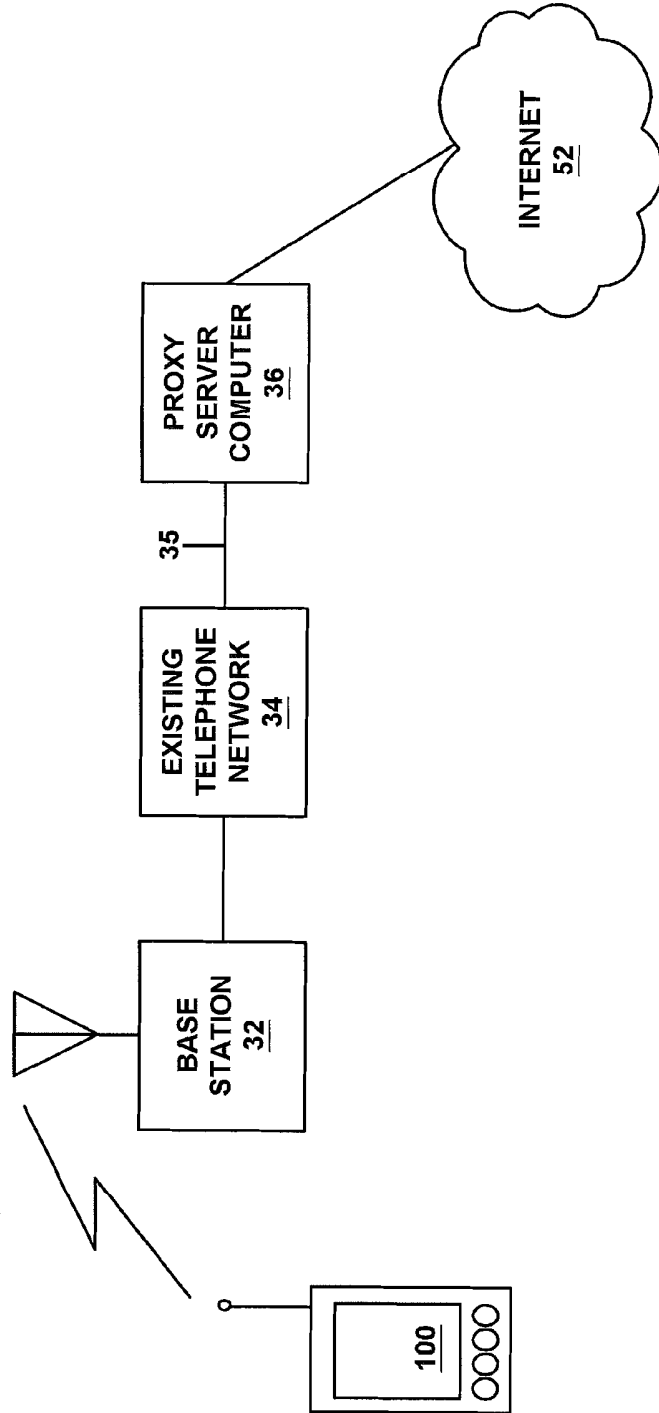 100
BASE
STATION
32
EXISTING
TELEPHONE
NETWORK
34
35
PROXY
SERVER
COMPUTER
36
INTERNET
52